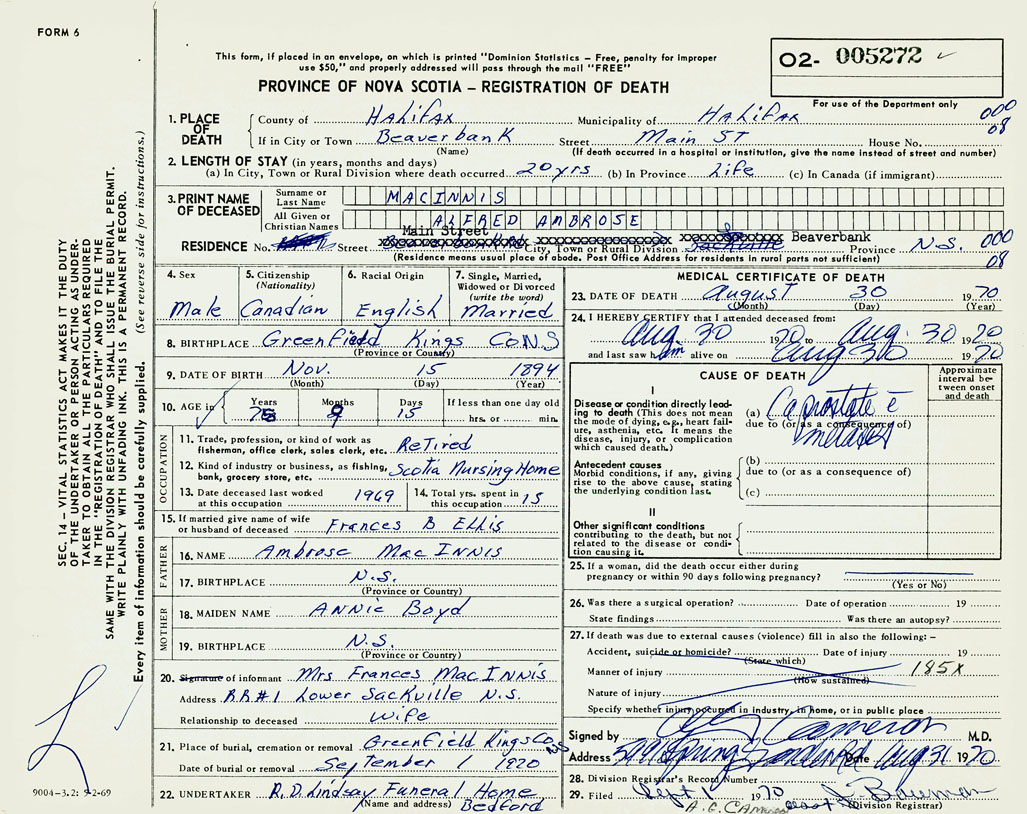 FORM 6
This form, if placed in an envelope, on which is printed "Dominion Statistics – Free, penalty for improper
use $50," and properly addressed will pass through the mail "FREE"
O2- 005272
PROVINCE OF NOVA SCOTIA – REGISTRATION OF DEATH
For use of the Department only
1. PLACE OF DEATH County of Halifax Municipality of Halifax 000
If in City or Town Beaverbank Street Main ST House No. 08
(Name) (If death occurred in a hospital or institution, give the name instead of street and number)
2. LENGTH OF STAY (in years, months and days)
(a) In City, Town or Rural Division where death occurred 20 yrs (b) In Province Life (c) In Canada (if immigrant)
3. PRINT NAME OF DECEASED Surname or Last Name MACINNIS
All Given or Christian Names ALFRED AMBROSE
Main Street Beaverbank
RESIDENCE No. Street City, Town or Rural Division Province N.S. 000
(Residence means usual place of abode. Post Office Address for residents in rural parts not sufficient) 08
4. Sex Male
5. Citizenship (Nationality) Canadian
6. Racial Origin English
7. Single, Married, Widowed or Divorced (write the word) Married
8. BIRTHPLACE Greenfield Kings Co N.S
(Province or Country)
9. DATE OF BIRTH Nov. 15 1894
(Month) (Day) (Year)
10. AGE in Years 75 Months 9 Days 15 If less than one day old hrs. or min.
OCCUPATION
11. Trade, profession, or kind of work as fisherman, office clerk, sales clerk, etc. Retired
12. Kind of industry or business, as fishing, bank, grocery store, etc. Scotia Nursing Home
13. Date deceased last worked at this occupation 1969
14. Total yrs. spent in this occupation 15
15. If married give name of wife or husband of deceased Frances B Ellis
FATHER
16. NAME Ambrose MacInnis
17. BIRTHPLACE N.S.
(Province or Country)
MOTHER
18. MAIDEN NAME Annie Boyd
19. BIRTHPLACE N.S.
(Province or Country)
20. Signature of informant Mrs Frances MacInnis
Address RR#1 Lower Sackville N.S.
Relationship to deceased Wife
21. Place of burial, cremation or removal Greenfield Kings Co
Date of burial or removal September 1 1970
22. UNDERTAKER R.D. Lindsay Funeral Home
(Name and address) Bedford
MEDICAL CERTIFICATE OF DEATH
23. DATE OF DEATH August 30 1970
(Month) (Day) (Year)
24. I HEREBY CERTIFY that I attended deceased from:
Aug. 30 1970 to Aug. 30 1970
and last saw him alive on Aug 30 1970
CAUSE OF DEATH
Approximate interval between onset and death
I
Disease or condition directly leading to death (This does not mean the mode of dying, e.g., heart failure, asthenia, etc. It means the disease, injury, or complication which caused death.)
(a) Ca prostate c̄
due to (or as a consequence of)
Antecedent causes
Morbid conditions, if any, giving rise to the above cause, stating the underlying condition last.
(b)
due to (or as a consequence of)
(c)
II
Other significant conditions contributing to the death, but not related to the disease or condition causing it.
25. If a woman, did the death occur either during pregnancy or within 90 days following pregnancy?
(Yes or No)
26. Was there a surgical operation? Date of operation 19
State findings Was there an autopsy?
27. If death was due to external causes (violence) fill in also the following: –
Accident, suicide or homicide? Date of injury 19
(State which)
Manner of injury 185X
(How sustained)
Nature of injury
Specify whether injury occurred in industry, in home, or in public place
Signed by Cameron M.D.
Address Spring Garden Rd Date Aug 31 1970
28. Division Registrar's Record Number
29. Filed Sept 1 1970
(Division Registrar)
SEC. 14 – VITAL STATISTICS ACT MAKES IT THE DUTY
OF THE UNDERTAKER OR PERSON ACTING AS UNDER-
TAKER TO OBTAIN ALL THE PARTICULARS REQUIRED
IN THE "REGISTRATION OF DEATH" AND TO FILE THE
SAME WITH THE DIVISION REGISTRAR WHO SHALL ISSUE THE BURIAL PERMIT.
WRITE PLAINLY WITH UNFADING INK. THIS IS A PERMANENT RECORD.
Every item of information should be carefully supplied. (See reverse side for instructions.)
9004-3.2: 9-2-69